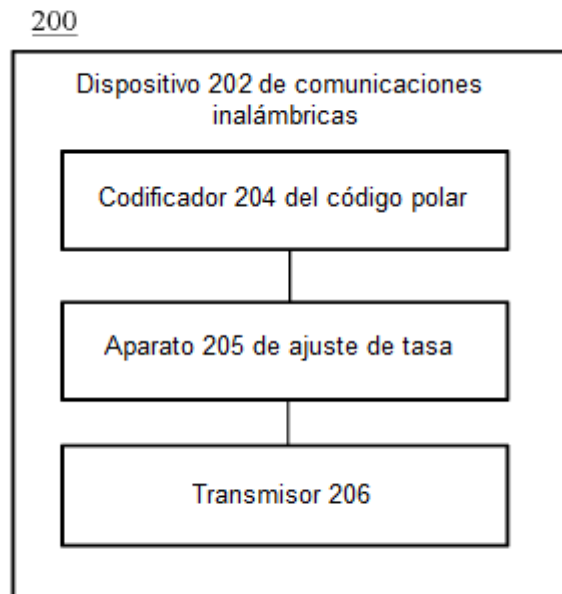 200
Dispositivo 202 de comunicaciones
inalámbricas
Codificador 204 del código polar
Aparato 205 de ajuste de tasa
Transmisor 206